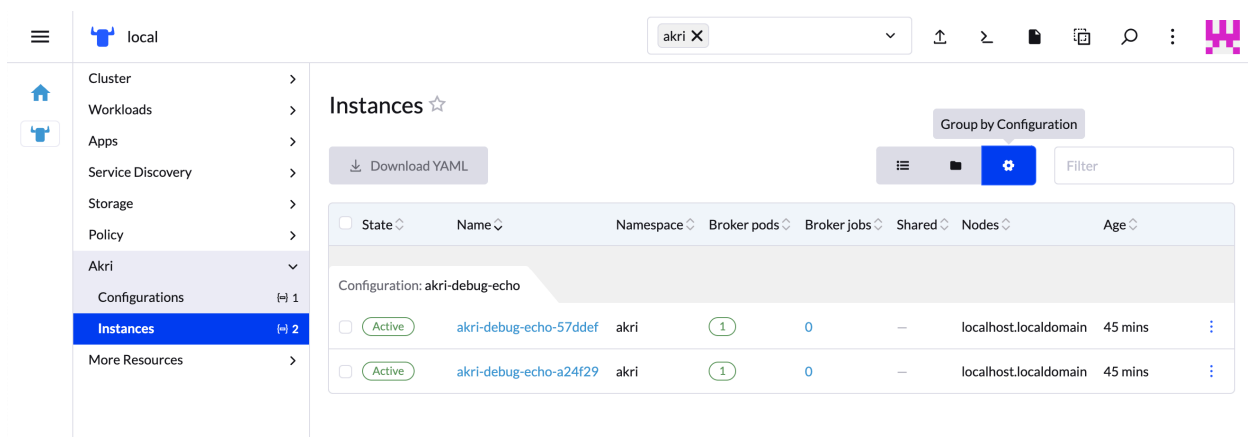 local
akri
Cluster
Workloads
Apps
Service Discovery
Storage
Policy
Akri
Configurations 1
Instances 2
More Resources
Instances
Group by Configuration
Download YAML
Filter
State Name Namespace Broker pods Broker jobs Shared Nodes Age
Configuration: akri-debug-echo
Active akri-debug-echo-57ddef akri 1 0 — localhost.localdomain 45 mins
Active akri-debug-echo-a24f29 akri 1 0 — localhost.localdomain 45 mins